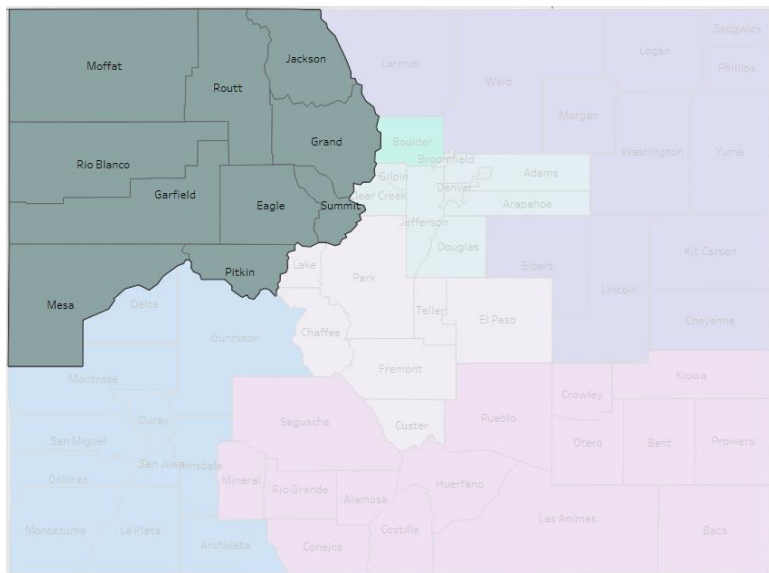 Moffat
Routt
Jackson
Larimer
Weld
Logan
Sedgwick
Phillips
Morgan
Grand
Boulder
Washington
Yuma
Rio Blanco
Broomfield
Gilpin
Denver
Adams
Garfield
Eagle
Summit
lear Creek
Arapahoe
Jefferson
Douglas
Kit Carson
Elbert
Lincoln
Mesa
Pitkin
Lake
Park
Delta
Teller
El Paso
Cheyenne
Gunnison
Chaffee
Fremont
Montrose
Kiowa
Crowley
Custer
Pueblo
Ouray
Saguache
San Miguel
Otero
Bent
Prowers
San Juan
Hinsdale
Dolores
Mineral
Rio Grande
Alamosa
Huerfano
Montezuma
La Plata
Archuleta
Conejos
Costilla
Las Animas
Baca